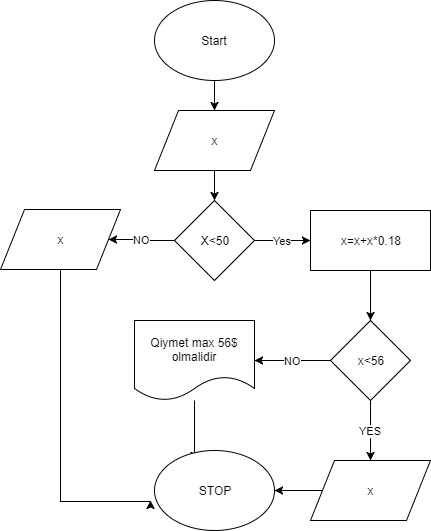 Start
x
X<50
NO
Yes
x
x=x+x*0.18
Qiymet max 56$
olmalidir
NO
x<56
YES
STOP
x